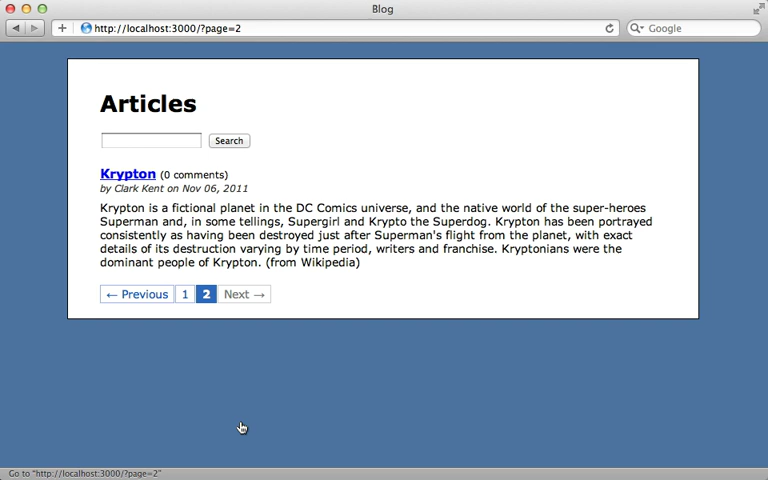 Blog
http://localhost:3000/?page=2
Google
Articles
Search
Krypton (0 comments)
by Clark Kent on Nov 06, 2011
Krypton is a fictional planet in the DC Comics universe, and the native world of the super-heroes
Superman and, in some tellings, Supergirl and Krypto the Superdog. Krypton has been portrayed
consistently as having been destroyed just after Superman's flight from the planet, with exact
details of its destruction varying by time period, writers and franchise. Kryptonians were the
dominant people of Krypton. (from Wikipedia)
← Previous 1 2 Next →
Go to "http://localhost:3000/?page=2"